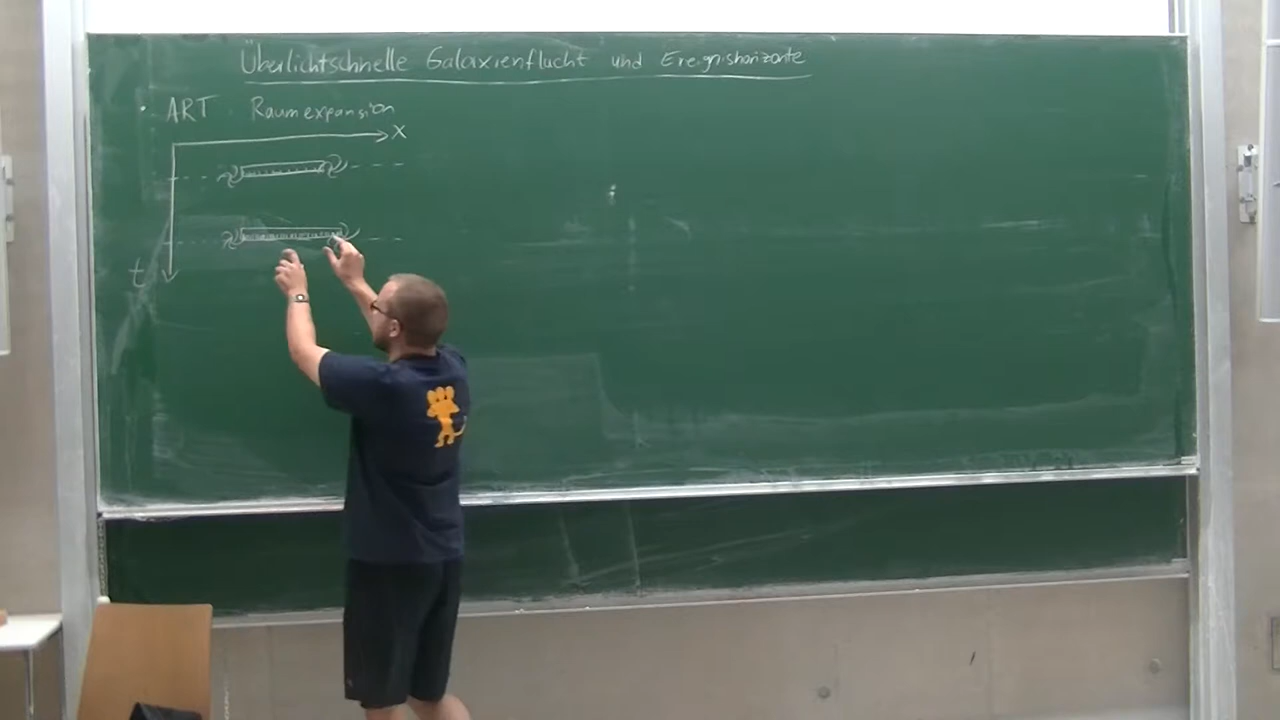 Überlichtschnelle Galaxienflucht und Ereignishorizonte
• ART Raumexpansion
x
t